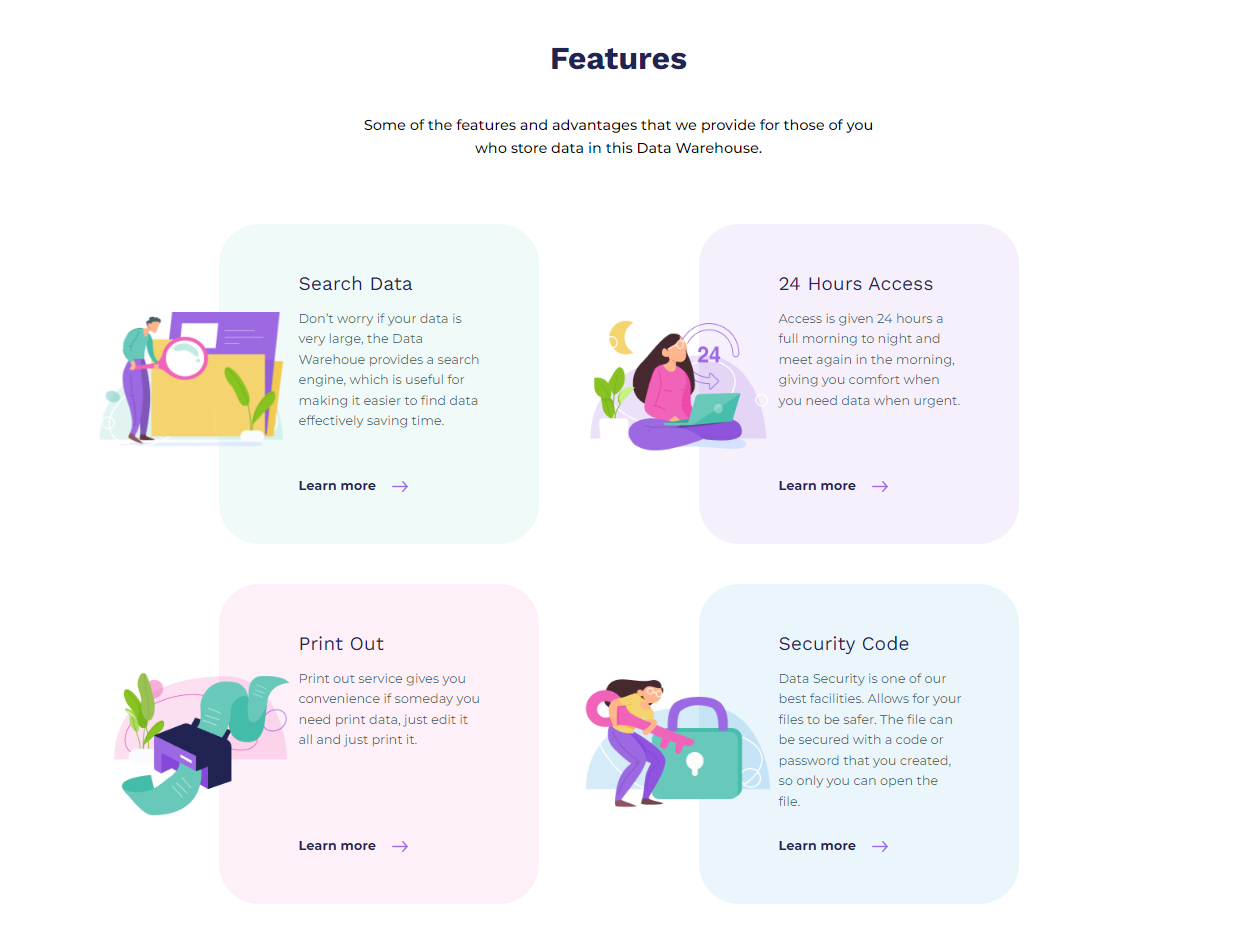 Features
Some of the features and advantages that we provide for those of you
who store data in this Data Warehouse.
Search Data
Don't worry if your data is
very large, the Data
Warehoue provides a search
engine, which is useful for
making it easier to find data
effectively saving time.
Learn more
24 Hours Access
Access is given 24 hours a
full morning to night and
meet again in the morning,
giving you comfort when
you need data when urgent.
Learn more
24
Print Out
Print out service gives you
convenience if someday you
need print data, just edit it
all and just print it.
Learn more
Security Code
Data Security is one of our
best facilities. Allows for your
files to be safer. The file can
be secured with a code or
password that you created,
so only you can open the
file.
Learn more